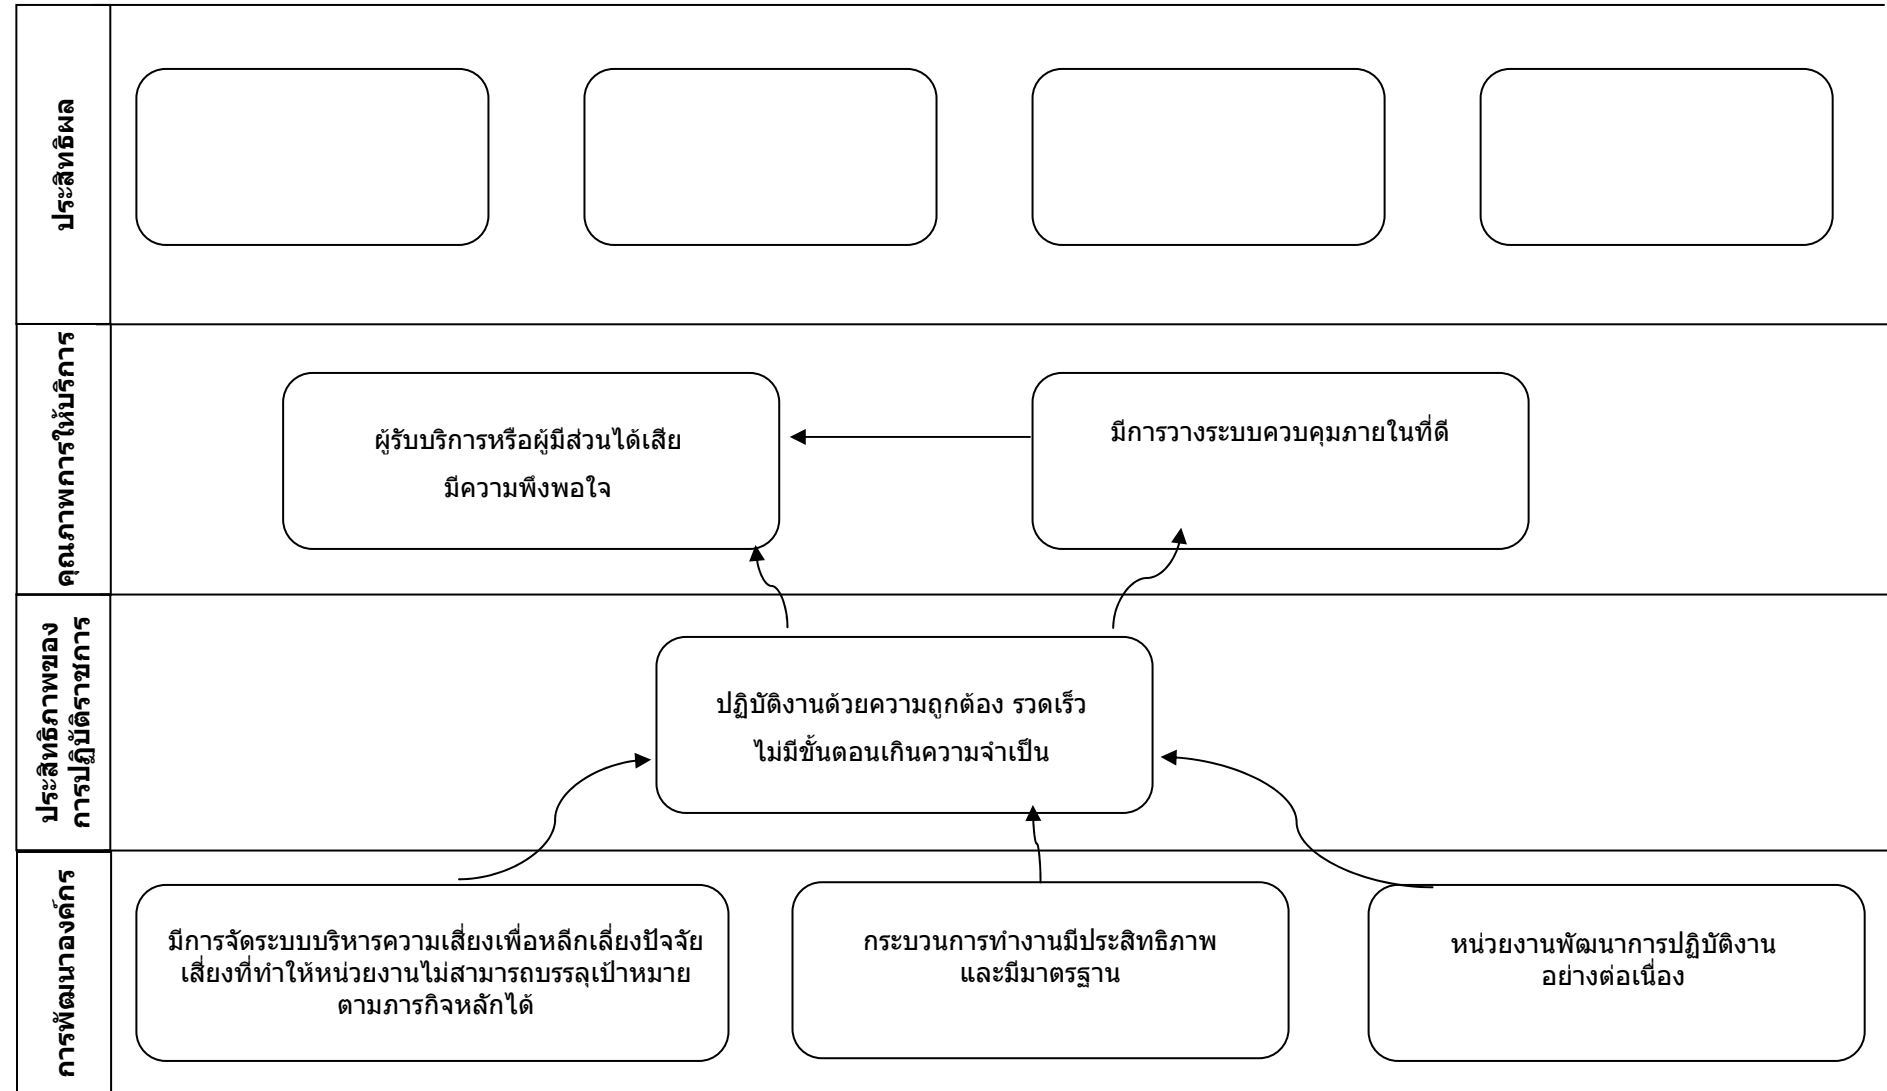 ประสิทธิผล
คุณภาพการให้บริการ
ผู้รับบริการหรือผู้มีส่วนได้เสีย
มีความพึงพอใจ
มีการวางระบบควบคุมภายในที่ดี
ประสิทธิภาพของ
การปฏิบัติราชการ
ปฏิบัติงานด้วยความถูกต้อง รวดเร็ว
ไม่มีขั้นตอนเกินความจำเป็น
การพัฒนาองค์กร
มีการจัดระบบบริหารความเสี่ยงเพื่อหลีกเลี่ยงปัจจัย
เสี่ยงที่ทำให้หน่วยงานไม่สามารถบรรลุเป้าหมาย
ตามภารกิจหลักได้
กระบวนการทำงานมีประสิทธิภาพ
และมีมาตรฐาน
หน่วยงานพัฒนาการปฏิบัติงาน
อย่างต่อเนื่อง